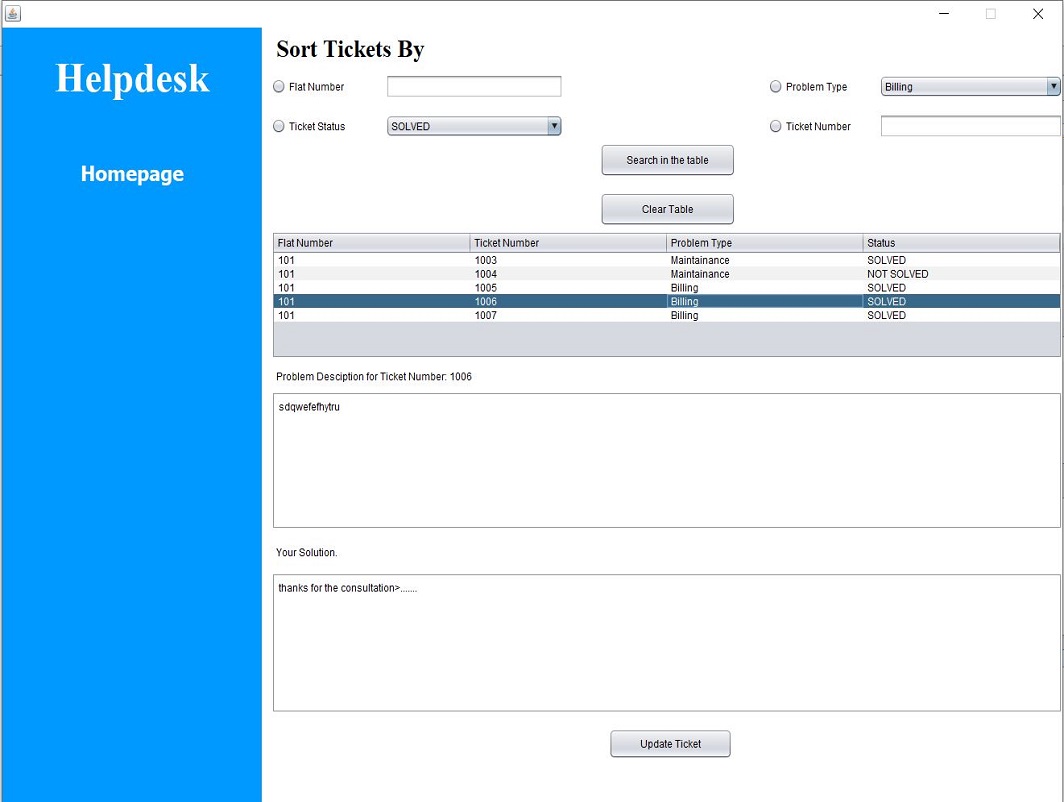 Helpdesk
Homepage
Sort Tickets By
Flat Number
Problem Type Billing
Ticket Status SOLVED
Ticket Number
Search in the table
Clear Table
Flat Number Ticket Number Problem Type Status
101 1003 Maintainance SOLVED
101 1004 Maintainance NOT SOLVED
101 1005 Billing SOLVED
101 1006 Billing SOLVED
101 1007 Billing SOLVED
Problem Desciption for Ticket Number: 1006
sdqwefefhytru
Your Solution.
thanks for the consultation>.......
Update Ticket